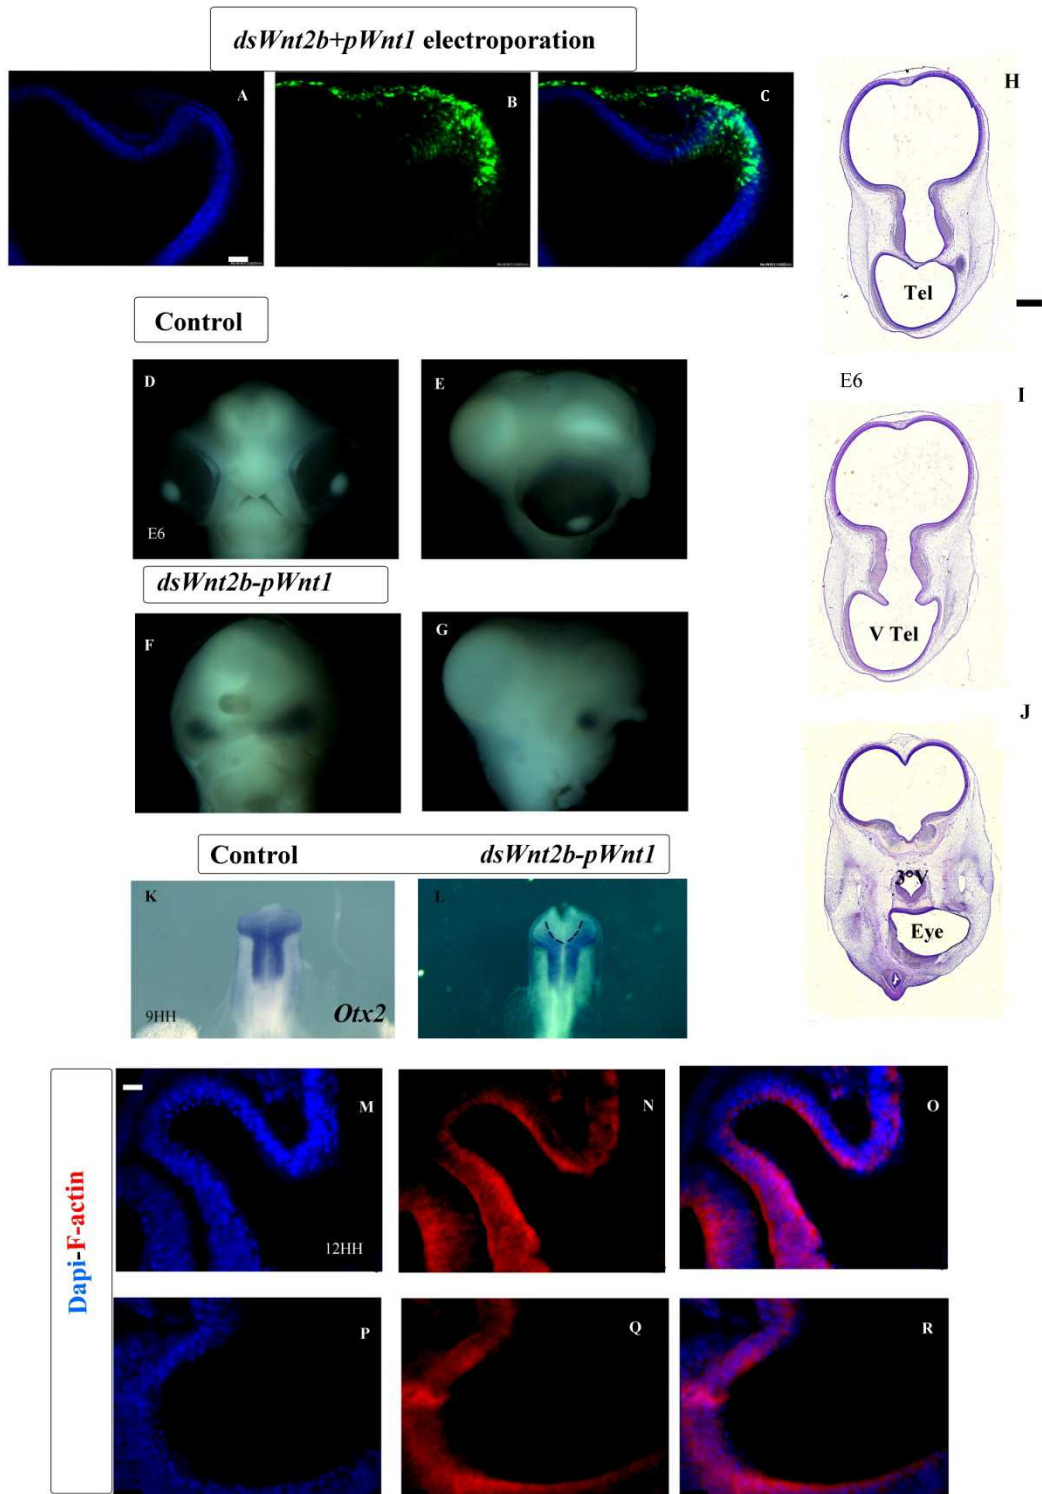 dsWnt2b+pWnt1 electroporation
A
B
C
H
Tel
Control
D
E
E6
E6
I
dsWnt2b-pWnt1
V Tel
F
G
J
Control dsWnt2b-pWnt1
3°V
Eye
K
L
9HH
Otx2
Dapi-F-actin
M
N
O
12HH
P
Q
R